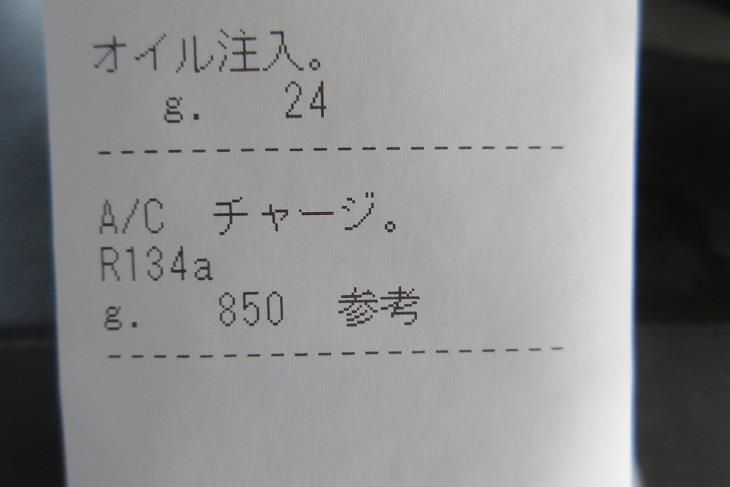 オイル注入。
g. 24
A/C チャージ。
R134a
g. 850 参考